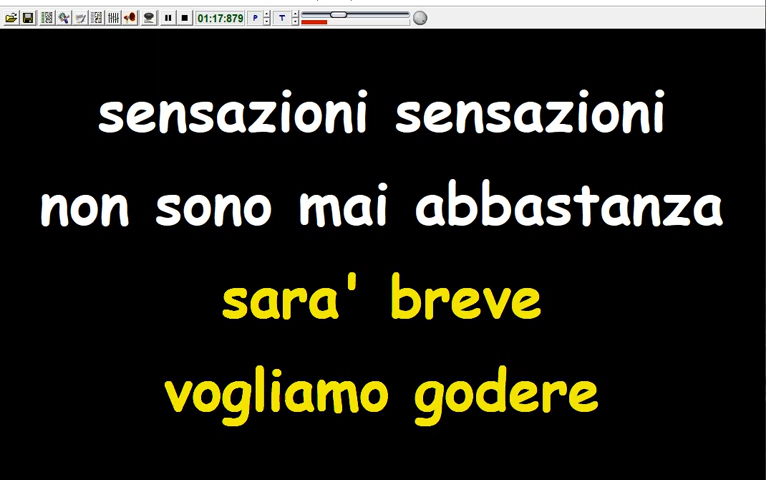 01:17:879 P T
sensazioni sensazioni
non sono mai abbastanza
sara' breve
vogliamo godere